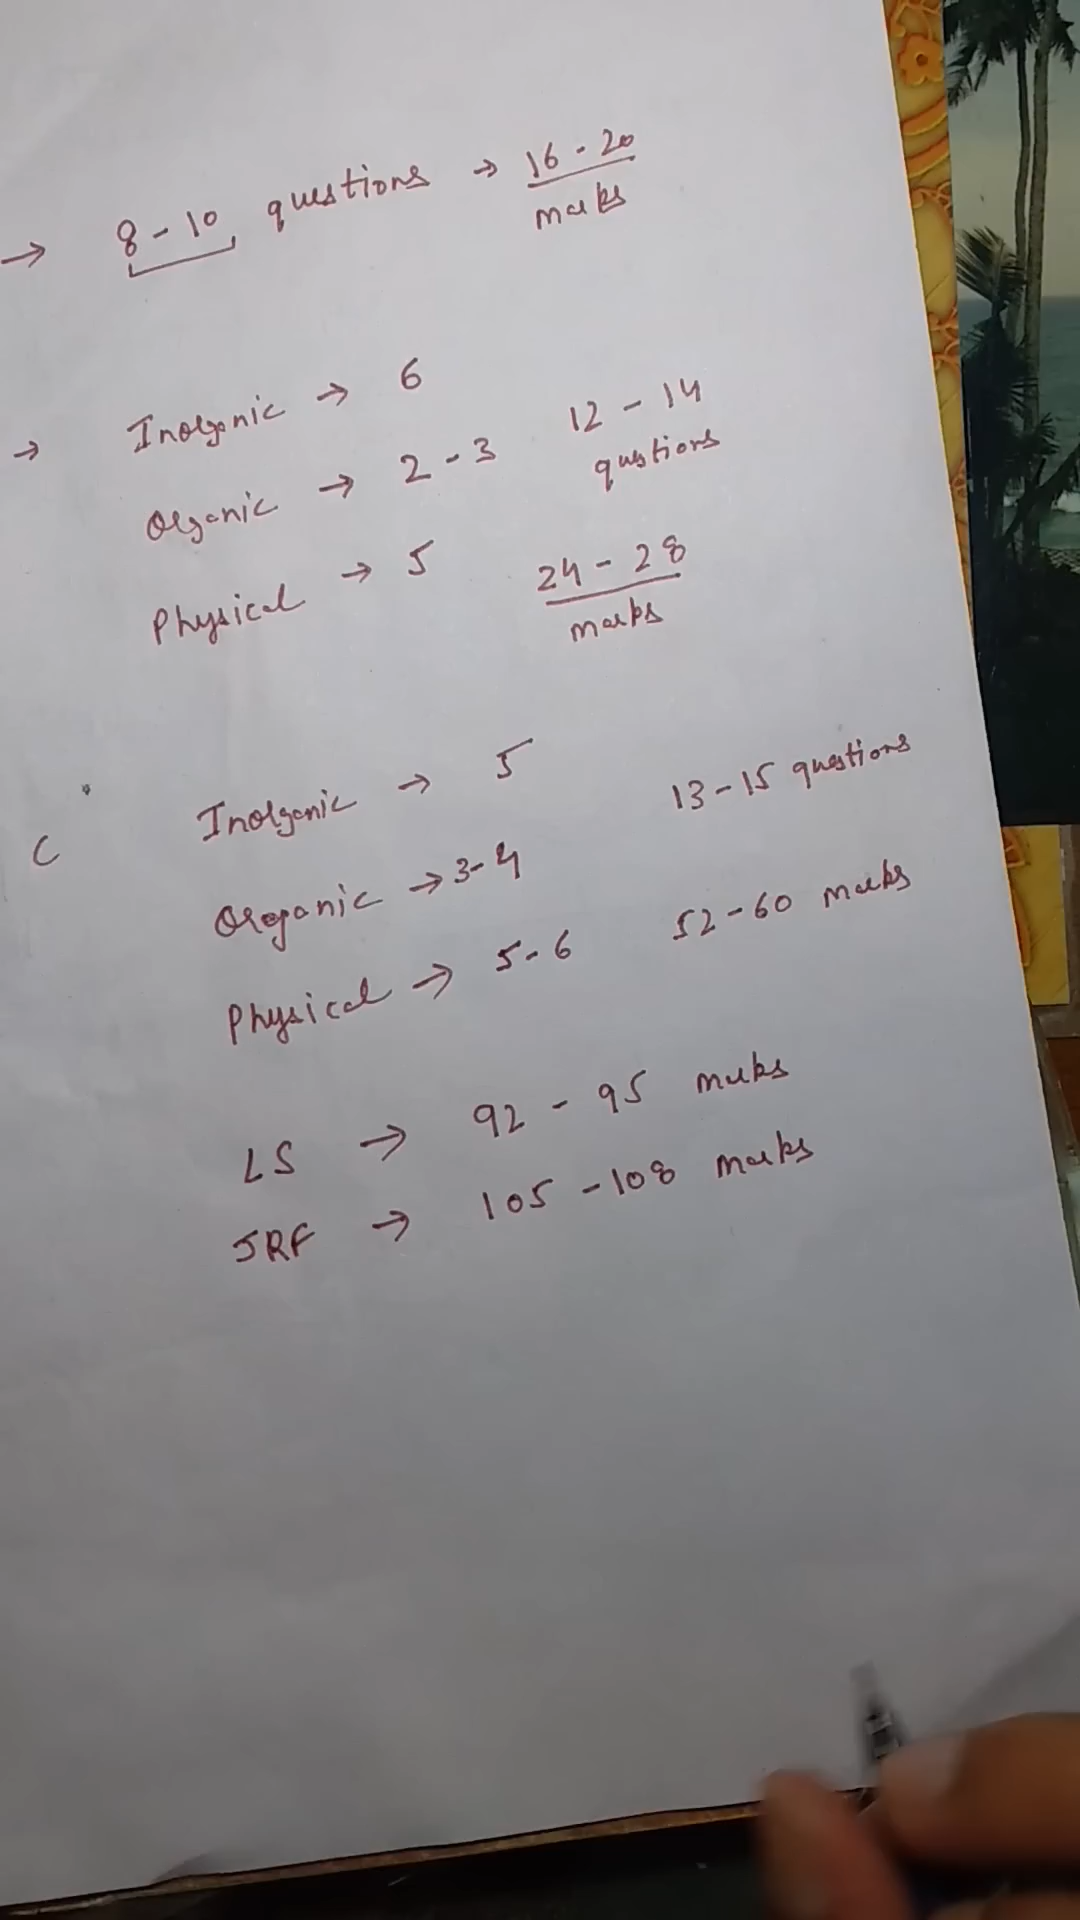 → 8 - 10 questions → 16 - 20
marks
→ Inorganic → 6
Organic → 2 - 3
12 - 14
questions
Physical → 5
24 - 28
marks
C Inorganic → 5
13 - 15 questions
Organic → 3 - 4
52 - 60 marks
Physical → 5 - 6
LS → 92 - 95 marks
JRF → 105 - 108 marks